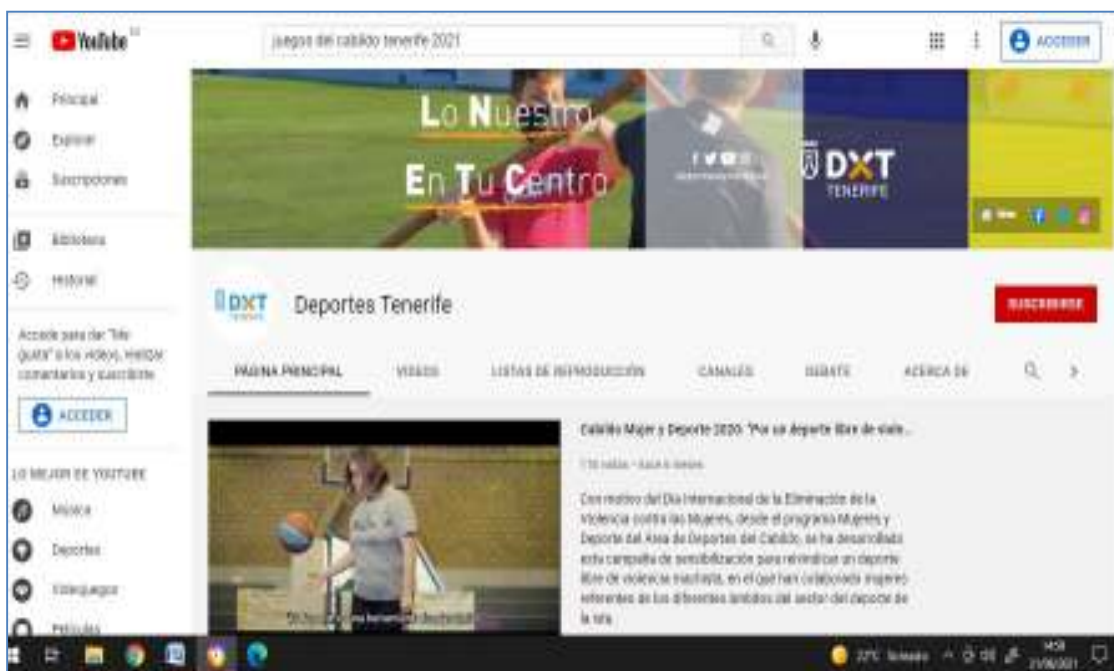 YouTube
juegos del cabildo tenerife 2021
ACCEDER
Principal
Explorar
Suscripciones
Biblioteca
Historial
Accede para dar "Me
gusta" a los vídeos, realizar
comentarios y suscribirte.
ACCEDER
LO MEJOR DE YOUTUBE
Música
Deportes
Videojuegos
Películas
Lo Nuestro
En Tu Centro
DXT
TENERIFE
DXT
TENERIFE
Deportes Tenerife
SUSCRIBIRSE
PÁGINA PRINCIPAL
VÍDEOS
LISTAS DE REPRODUCCIÓN
CANALES
DEBATE
ACERCA DE
Cabildo Mujer y Deporte 2020. "Por un deporte libre de viole...
Con motivo del Día Internacional de la Eliminación de la
Violencia contra las Mujeres, desde el programa Mujeres y
Deporte del Área de Deportes del Cabildo, se ha desarrollado
esta campaña de sensibilización para reivindicar un deporte
libre de violencia machista, en el que han colaborado mujeres
referentes de los diferentes ámbitos del sector del deporte de
la isla.
22°C